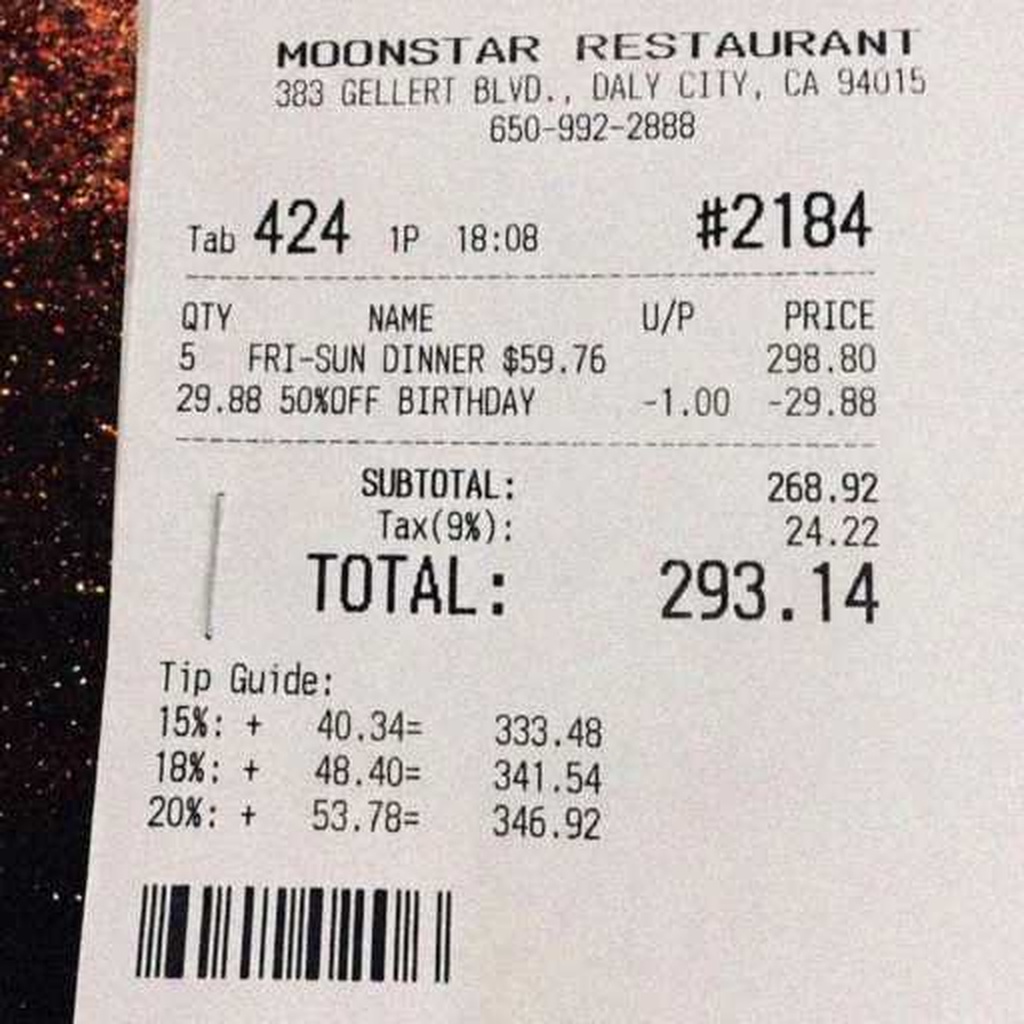 MOONSTAR RESTAURANT
383 GELLERT BLVD., DALY CITY, CA 94015
650-992-2888
Tab 424 1P 18:08 #2184
QTY NAME U/P PRICE
5 FRI-SUN DINNER $59.76 298.80
29.88 50%OFF BIRTHDAY -1.00 -29.88
SUBTOTAL: 268.92
Tax(9%): 24.22
TOTAL: 293.14
Tip Guide:
15%: + 40.34= 333.48
18%: + 48.40= 341.54
20%: + 53.78= 346.92